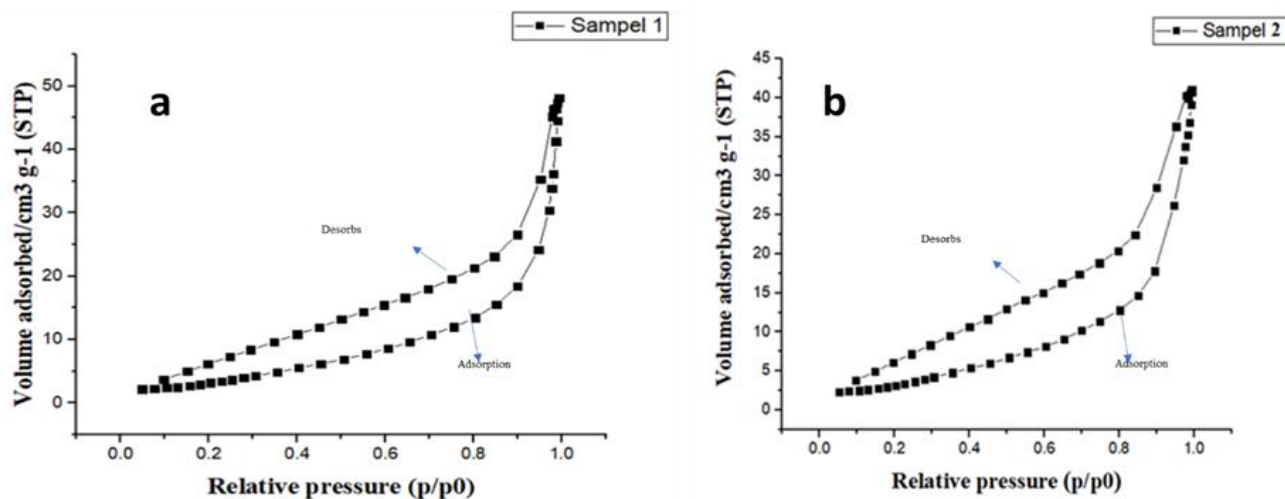 Sampel 1
a
Volume adsorbed/cm3 g-1 (STP)
50
40
30
20
10
0
Desorbs
Adsorption
0.0 0.2 0.4 0.6 0.8 1.0
Relative pressure (p/p0)
Sampel 2
b
Volume adsorbed/cm3 g-1 (STP)
45
40
35
30
25
20
15
10
5
0
Desorbs
Adsorption
0.0 0.2 0.4 0.6 0.8 1.0
Relative pressure (p/p0)